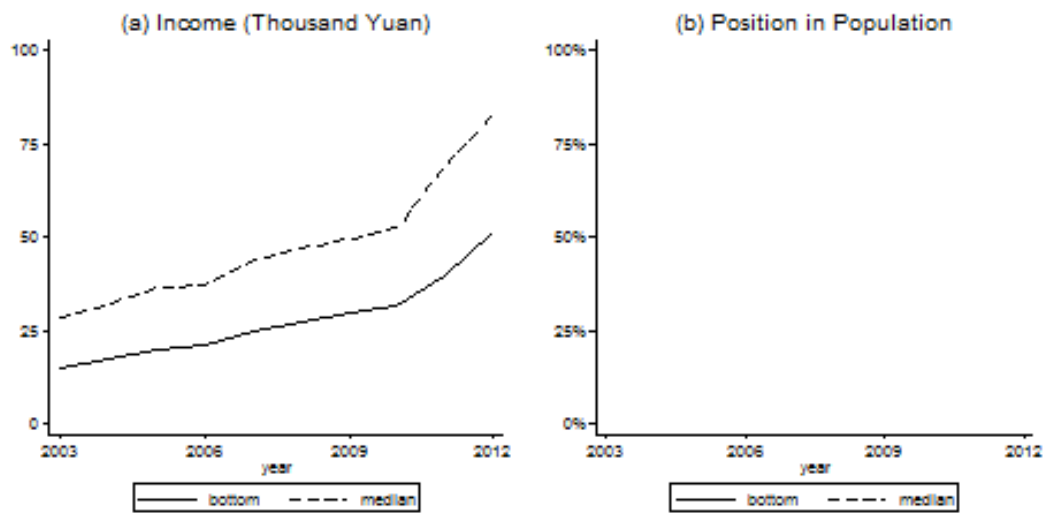 (a) Income (Thousand Yuan)
100
75
50
25
0
2003 2006 2009 2012
year
bottom median
(b) Position in Population
100%
75%
50%
25%
0%
2003 2006 2009 2012
year
bottom median